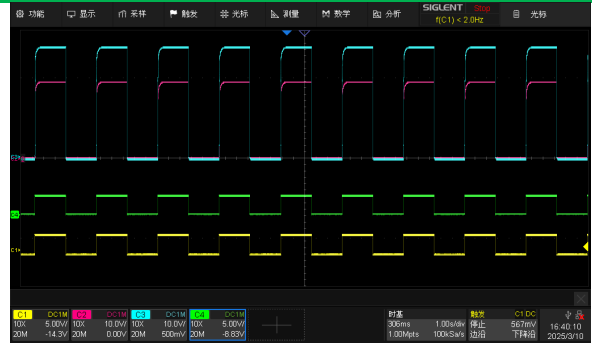 功能 显示 采样 触发 光标 测量 数学 分析 SIGLENT Stop 光标
f(C1) < 2.0Hz
C4
C1
C1 DC1M C2 DC1M C3 DC1M C4 DC1M 时基 触发 C1 DC
10X 5.00V/ 10X 10.0V/ 10X 10.0V/ 10X 5.00V/ 306ms 1.00s/div 停止 567mV 16:40:10
20M -14.3V 20M 0.00V 20M 500mV 20M -8.83V 1.00Mpts 100kSa/s 边沿 下降沿 2025/3/10